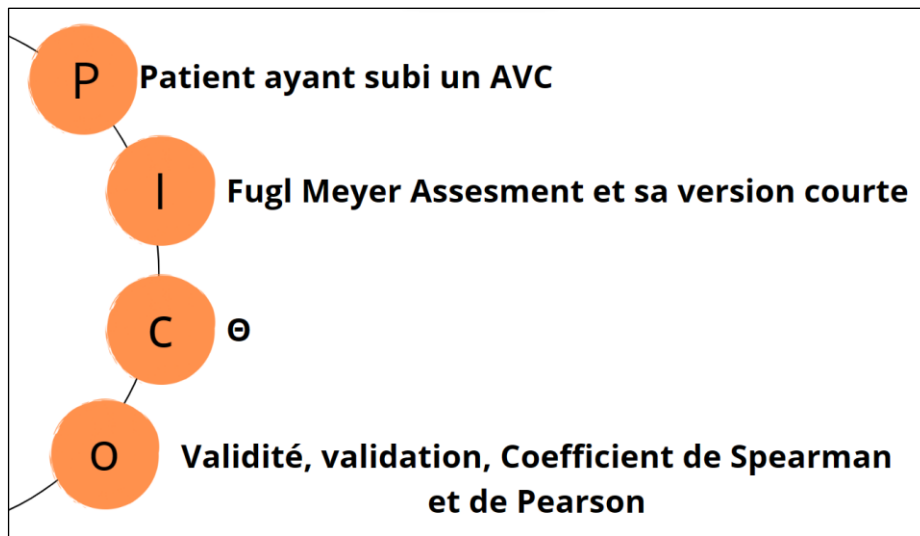 P
Patient ayant subi un AVC
I
Fugl Meyer Assesment et sa version courte
C
Θ
O
Validité, validation, Coefficient de Spearman
et de Pearson